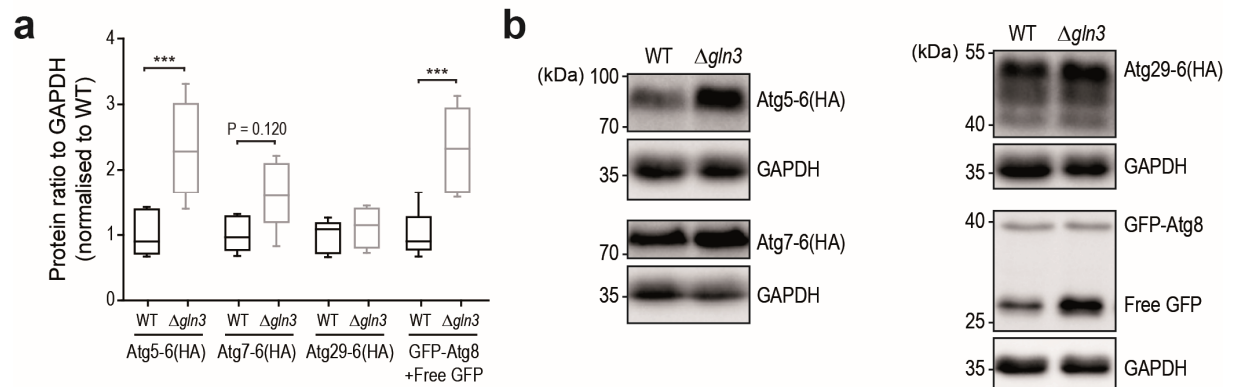 a
Protein ratio to GAPDH
(normalised to WT)
4
3
2
1
0
***
P = 0.120
***
WT Δgln3 WT Δgln3 WT Δgln3 WT Δgln3
Atg5-6(HA) Atg7-6(HA) Atg29-6(HA) GFP-Atg8
+Free GFP
b
WT Δgln3
(kDa) 100
Atg5-6(HA)
70
35
GAPDH
Atg7-6(HA)
70
35
GAPDH
WT Δgln3
(kDa) 55
Atg29-6(HA)
40
35
GAPDH
40
GFP-Atg8
Free GFP
25
35
GAPDH